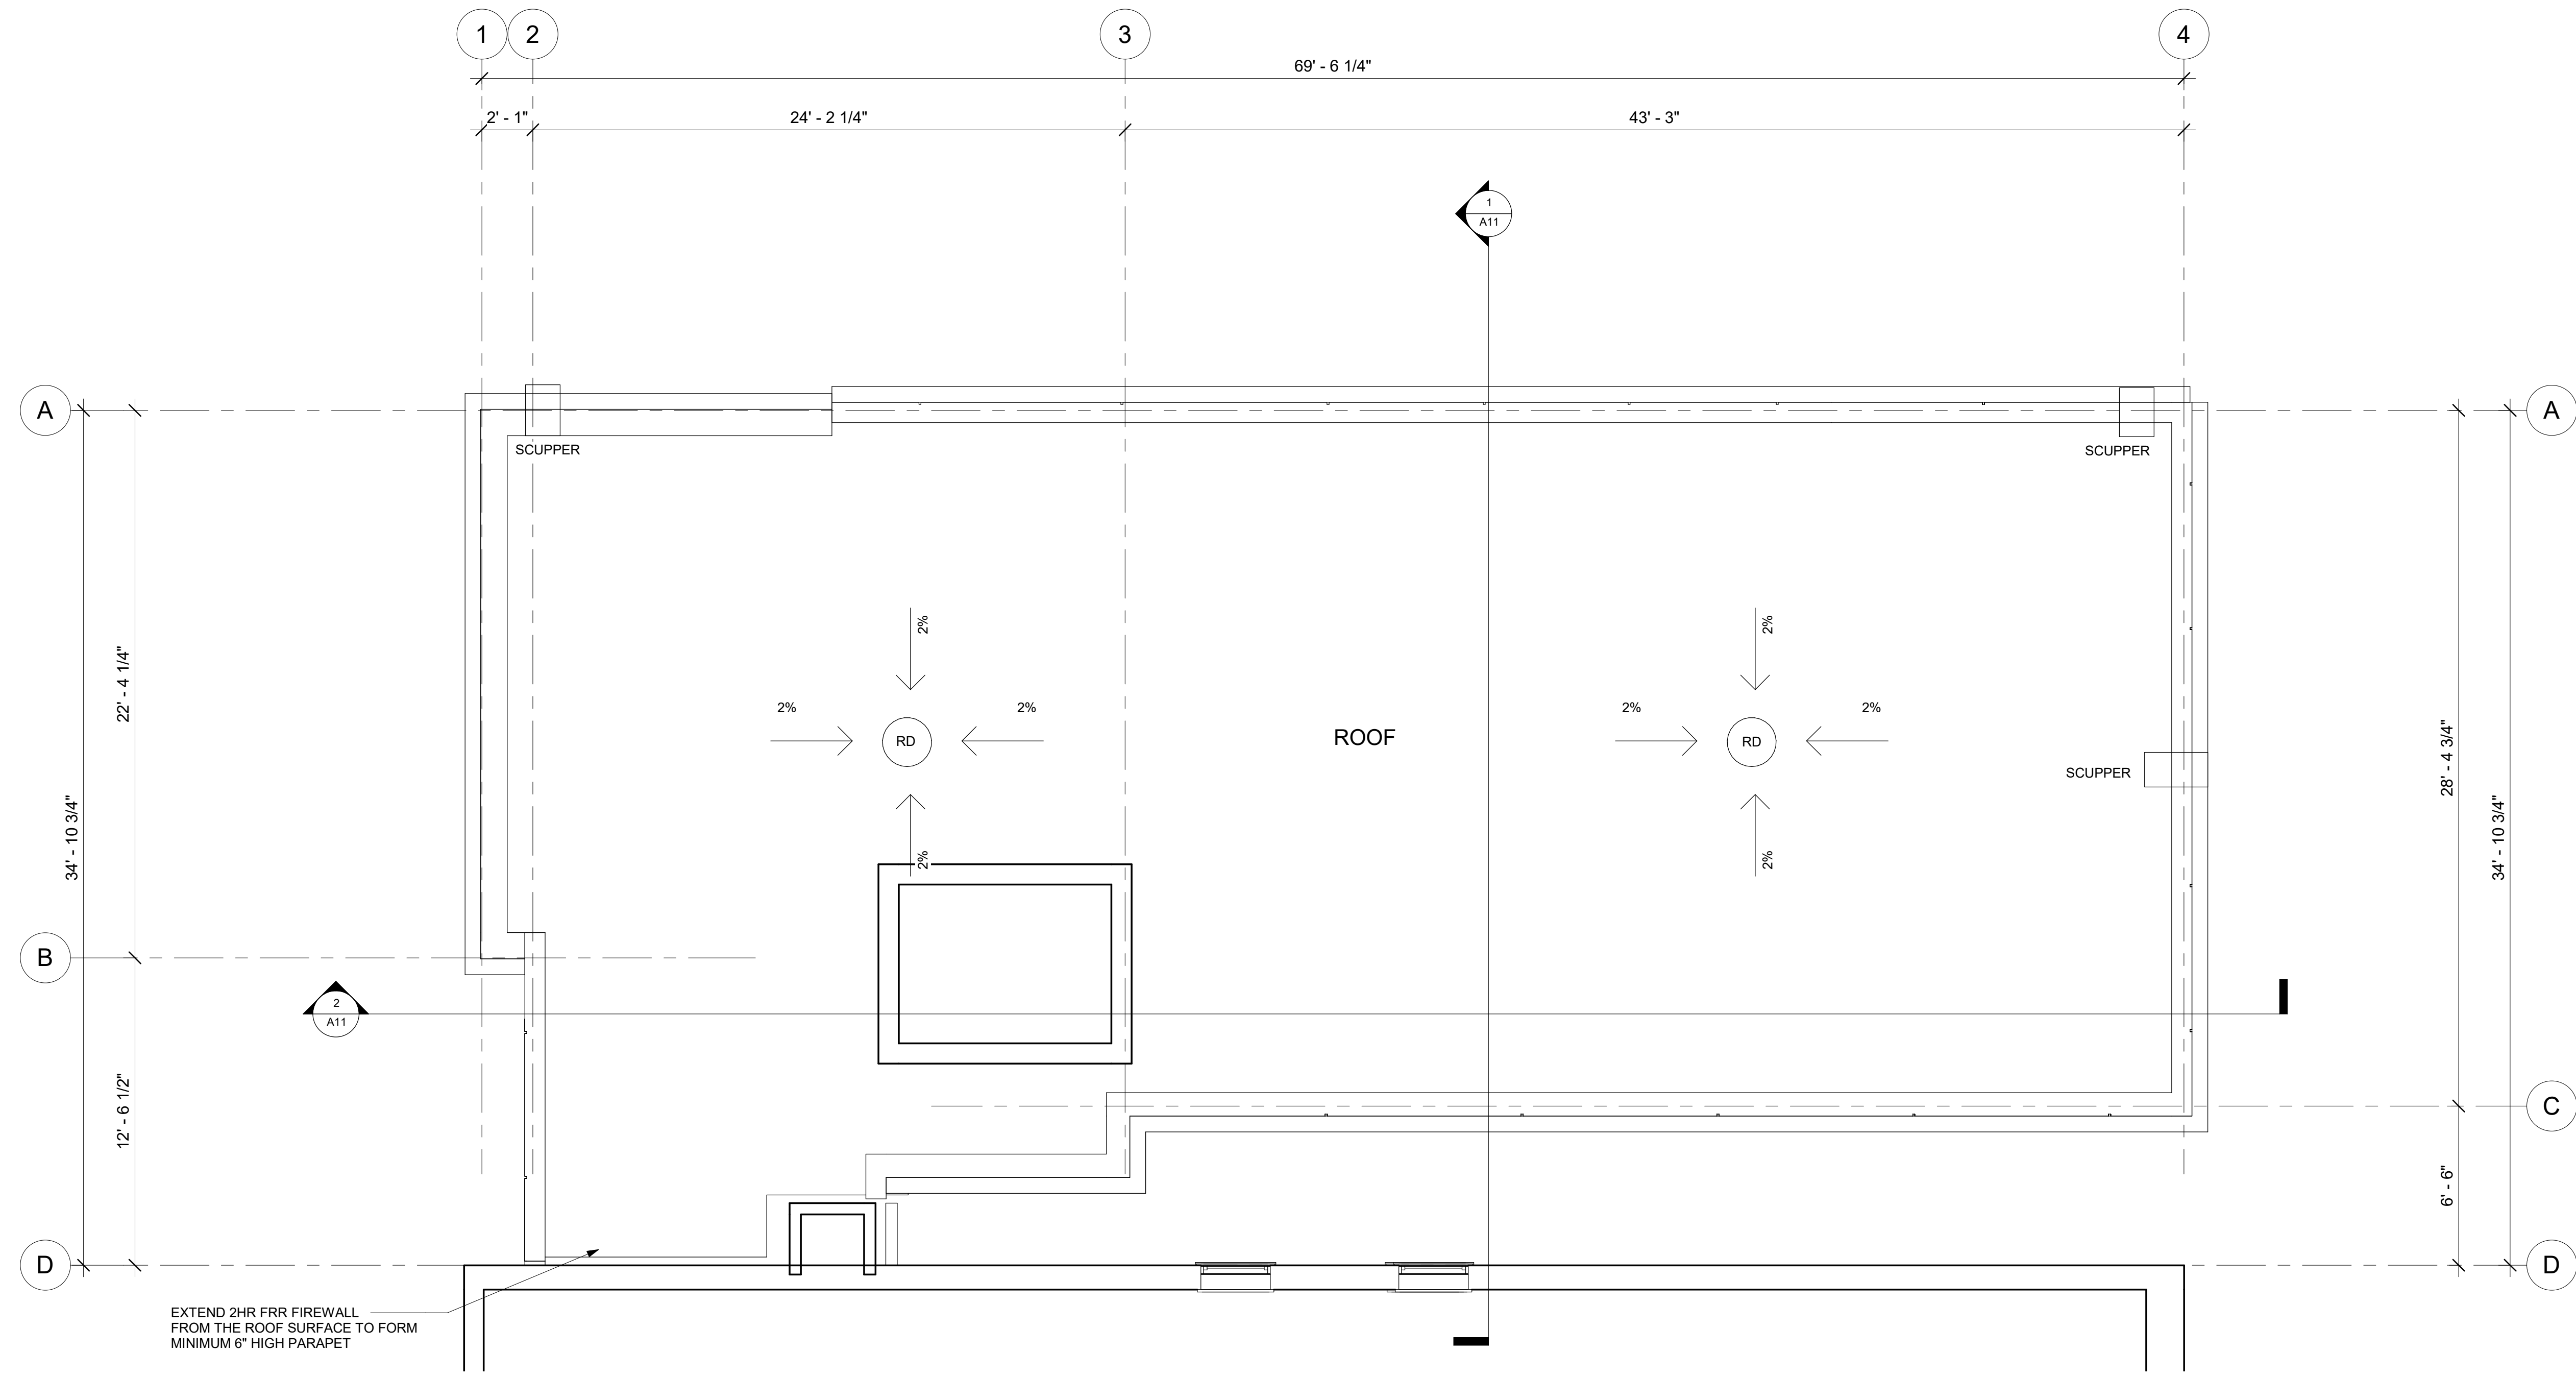 1
2
3
4
69' - 6 1/4"
2' - 1"
24' - 2 1/4"
43' - 3"
1
A11
A
A
SCUPPER
SCUPPER
22' - 4 1/4"
34' - 10 3/4"
12' - 6 1/2"
2%
2%
2%
2%
RD
ROOF
2%
2%
2%
2%
RD
SCUPPER
28' - 4 3/4"
34' - 10 3/4"
6' - 6"
B
2
A11
C
D
D
EXTEND 2HR FRR FIREWALL
FROM THE ROOF SURFACE TO FORM
MINIMUM 6" HIGH PARAPET